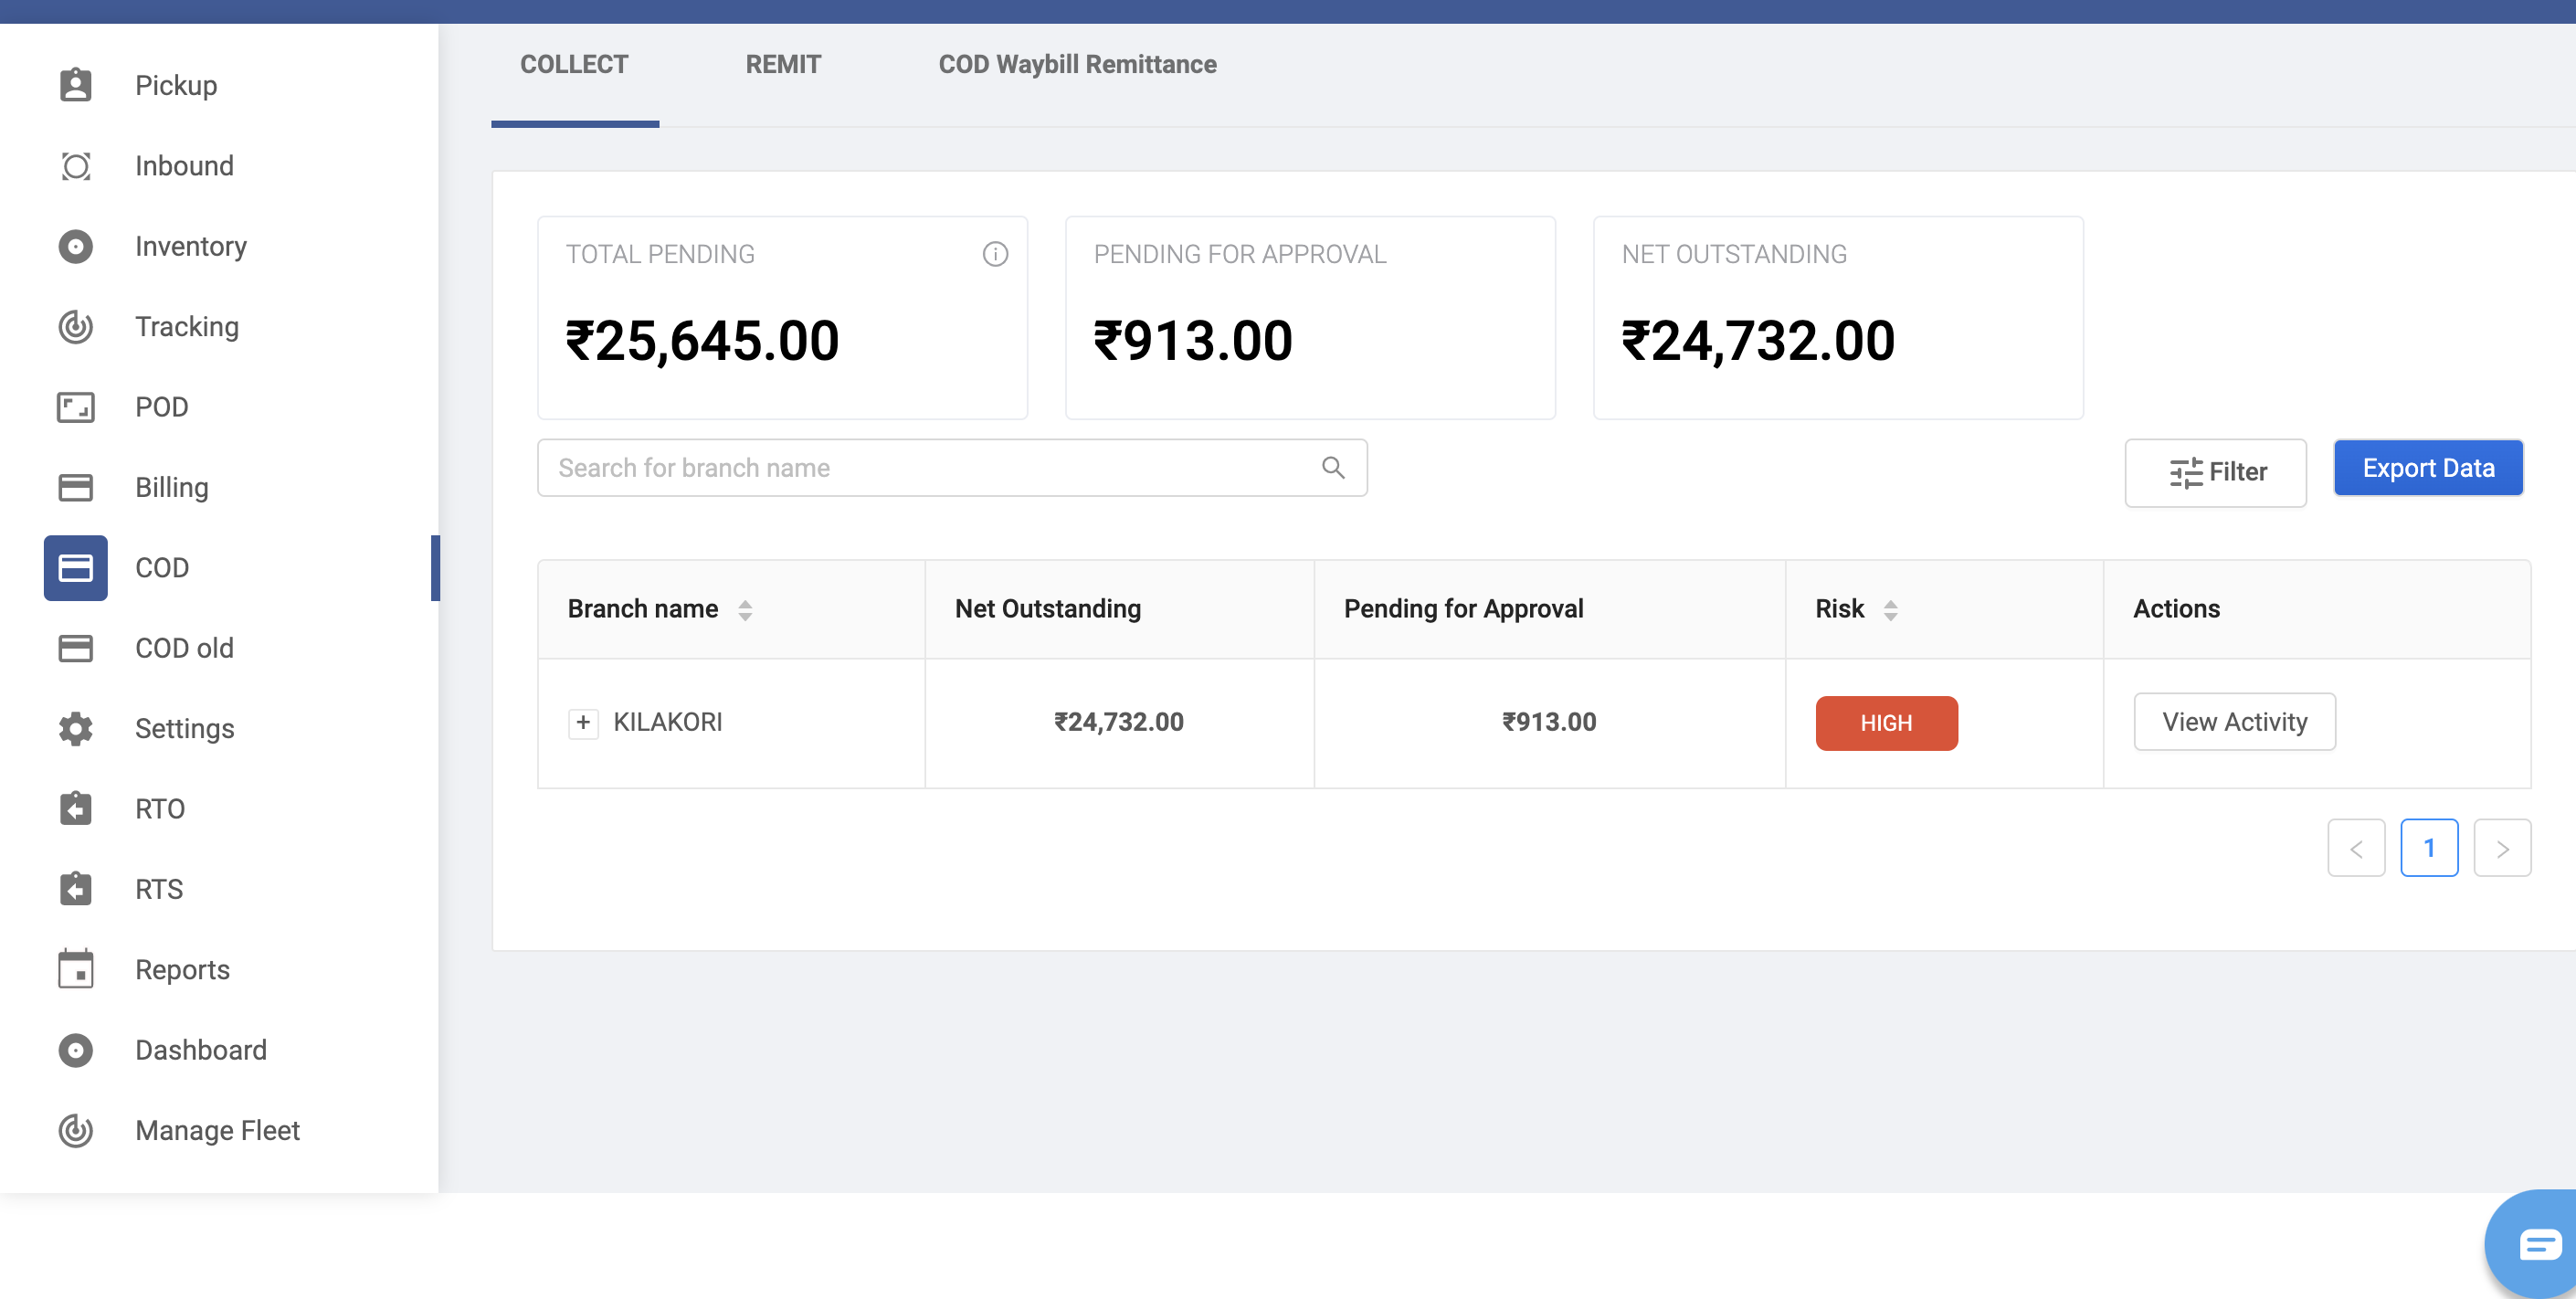 Pickup
Inbound
Inventory
Tracking
POD
Billing
COD
COD old
Settings
RTO
RTS
Reports
Dashboard
Manage Fleet
COLLECT REMIT COD Waybill Remittance
TOTAL PENDING PENDING FOR APPROVAL NET OUTSTANDING
₹25,645.00 ₹913.00 ₹24,732.00
Search for branch name Filter Export Data
Branch name Net Outstanding Pending for Approval Risk Actions
+ KILAKORI ₹24,732.00 ₹913.00 HIGH View Activity
< 1 >